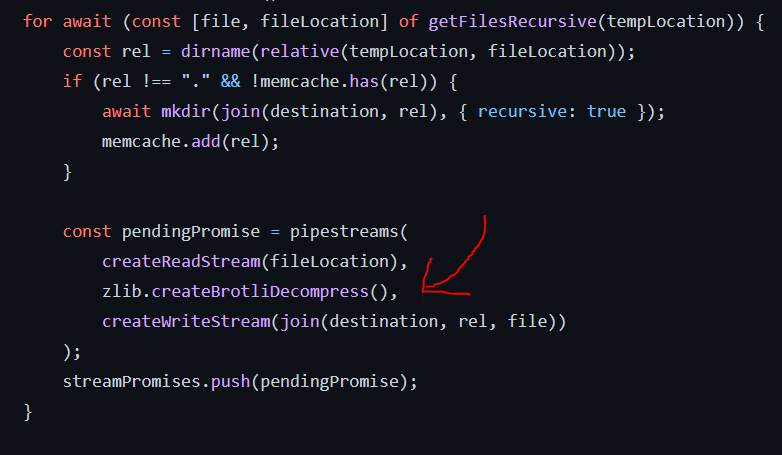 for await (const [file, fileLocation] of getFilesRecursive(tempLocation)) {
    const rel = dirname(relative(tempLocation, fileLocation));
    if (rel !== "." && !memcache.has(rel)) {
        await mkdir(join(destination, rel), { recursive: true });
        memcache.add(rel);
    }

    const pendingPromise = pipestreams(
        createReadStream(fileLocation),
        zlib.createBrotliDecompress(),
        createWriteStream(join(destination, rel, file))
    );
    streamPromises.push(pendingPromise);
}